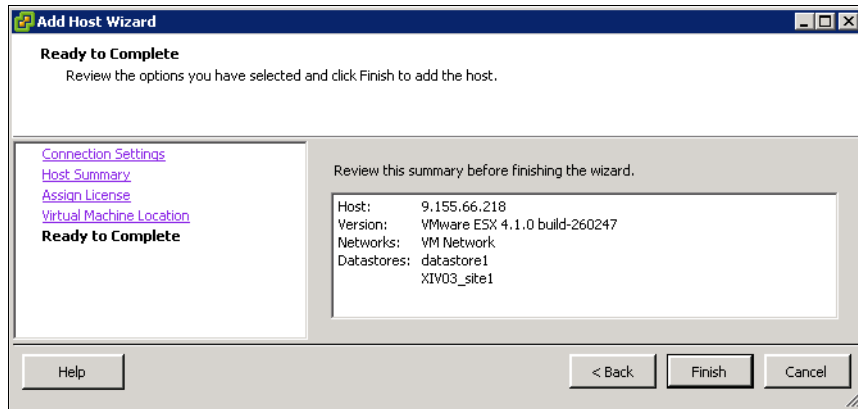 Add Host Wizard
Ready to Complete
Review the options you have selected and click Finish to add the host.
Connection Settings
Host Summary
Assign License
Virtual Machine Location
Ready to Complete
Review this summary before finishing the wizard.
Host: 9.155.66.218
Version: VMware ESX 4.1.0 build-260247
Networks: VM Network
Datastores: datastore1
XIV03_site1
Help
< Back
Finish
Cancel